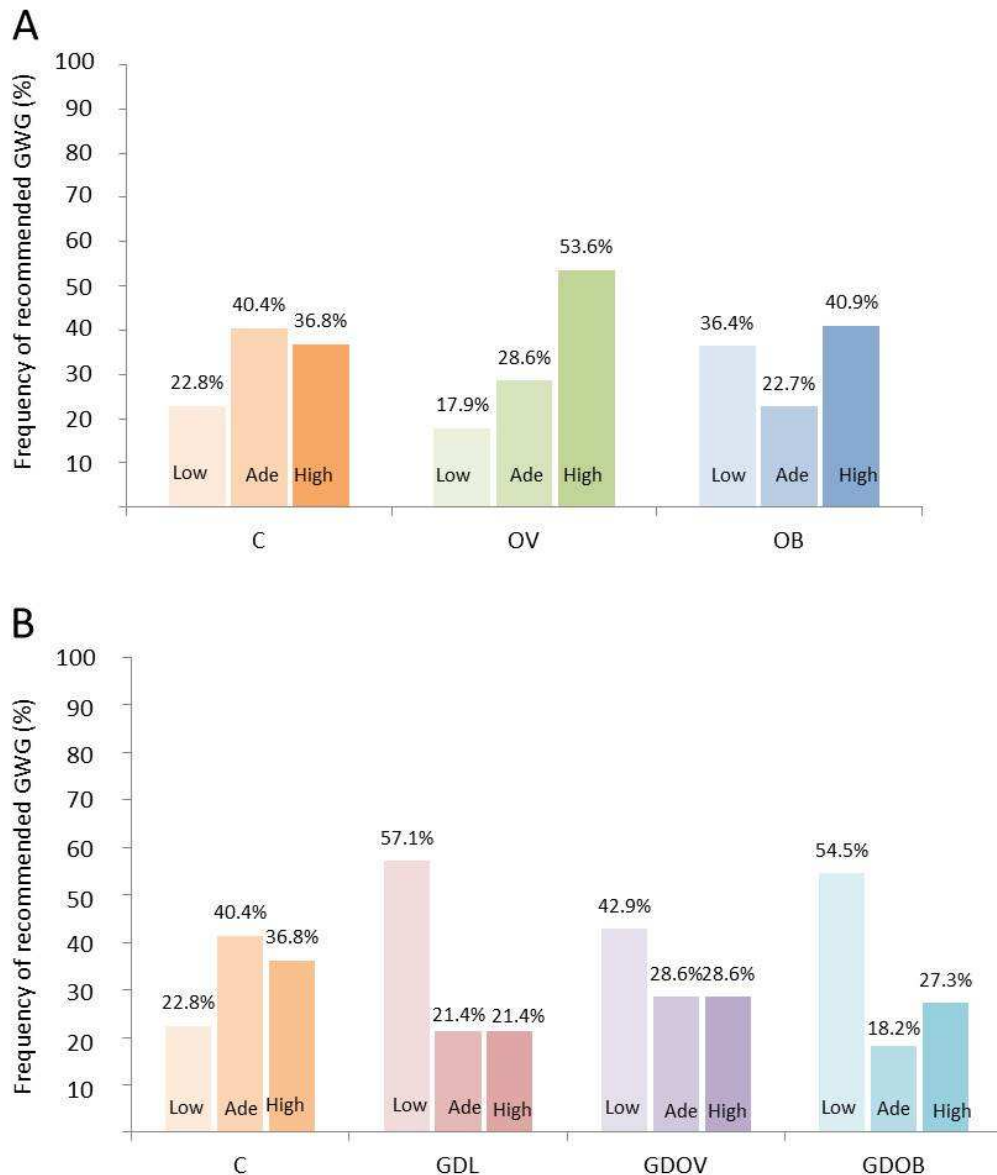 A
Frequency of recommended GWG (%)
100
90
80
70
60
50
40
30
20
10
22.8%
40.4%
36.8%
17.9%
28.6%
53.6%
36.4%
22.7%
40.9%
Low
Ade
High
Low
Ade
High
Low
Ade
High
C
OV
OB
B
Frequency of recommended GWG (%)
100
90
80
70
60
50
40
30
20
10
22.8%
40.4%
36.8%
57.1%
21.4%
21.4%
42.9%
28.6%
28.6%
54.5%
18.2%
27.3%
Low
Ade
High
Low
Ade
High
Low
Ade
High
Low
Ade
High
C
GDL
GDOV
GDOB